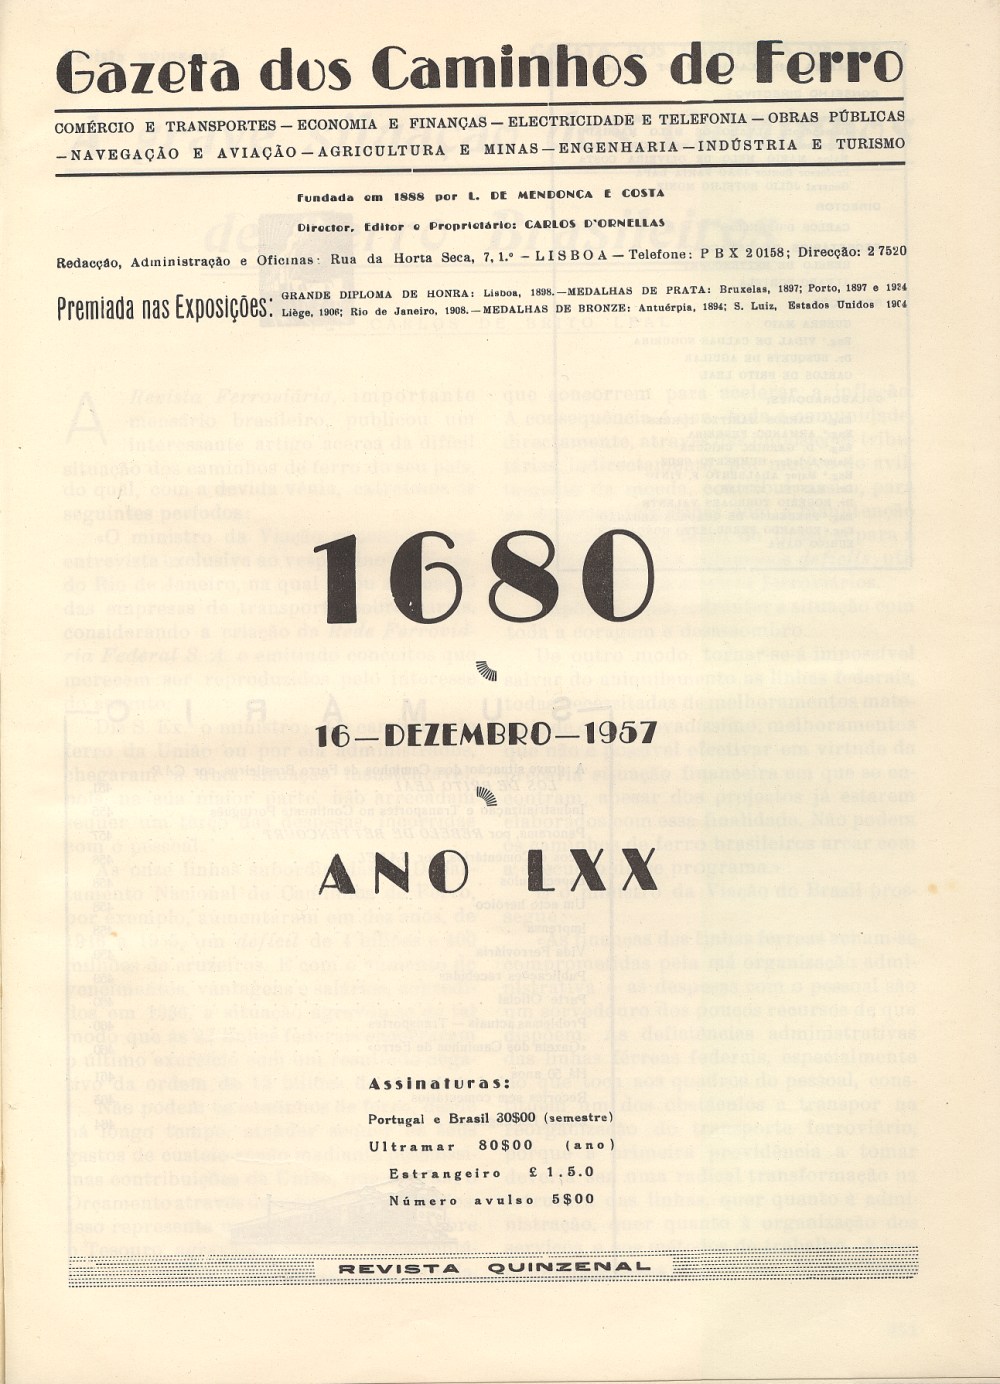 Gazeta dos Caminhos de Ferro
COMÉRCIO E TRANSPORTES — ECONOMIA E FINANÇAS — ELECTRICIDADE E TELEFONIA — OBRAS PÚBLICAS
— NAVEGAÇÃO E AVIAÇÃO — AGRICULTURA E MINAS — ENGENHARIA — INDÚSTRIA E TURISMO
Fundada em 1888 por L. DE MENDONÇA E COSTA
Director, Editor e Proprietário: CARLOS D'ORNELLAS
Redacção, Administração e Oficinas: Rua da Horta Seca, 7, 1.º — LISBOA — Telefone: P B X 2 0158; Direcção: 2 7520
Premiada nas Exposições:
GRANDE DIPLOMA DE HONRA: Lisboa, 1898. — MEDALHAS DE PRATA: Bruxelas, 1897; Porto, 1897 e 1934
Liège, 1906; Rio de Janeiro, 1908. — MEDALHAS DE BRONZE: Antuérpia, 1894; S. Luiz, Estados Unidos 1904
1680
16—DEZEMBRO—1957
ANO LXX
Assinaturas:
Portugal e Brasil 30$00 (semestre)
Ultramar 80$00 (ano)
Estrangeiro £ 1.5.0
Número avulso 5$00
REVISTA QUINZENAL